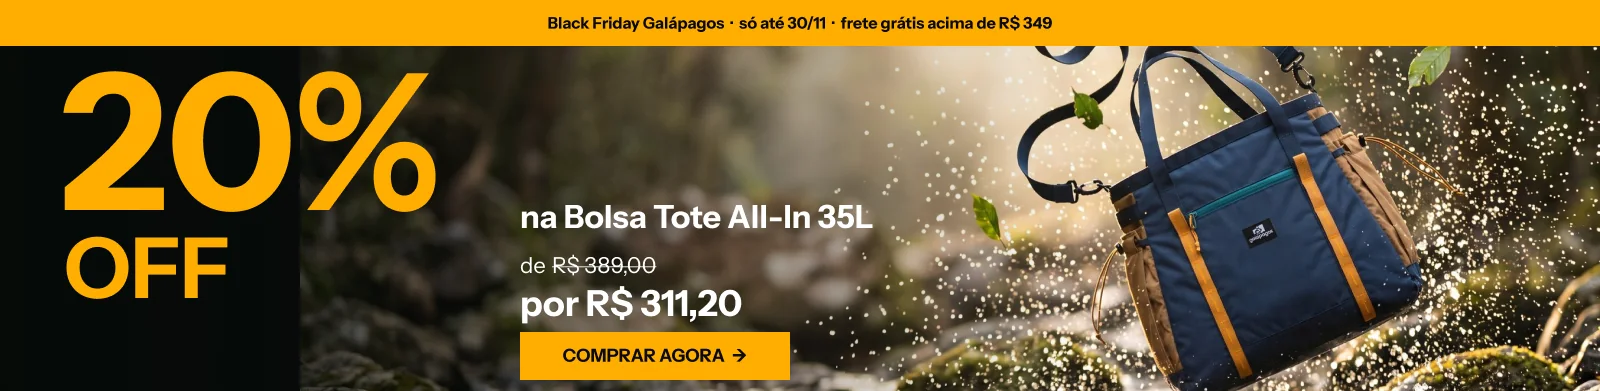 Black Friday Galápagos · só até 30/11 · frete grátis acima de R$ 349
20%
OFF
na Bolsa Tote All-In 35L
de R$ 389,00
por R$ 311,20
COMPRAR AGORA →
galápagos